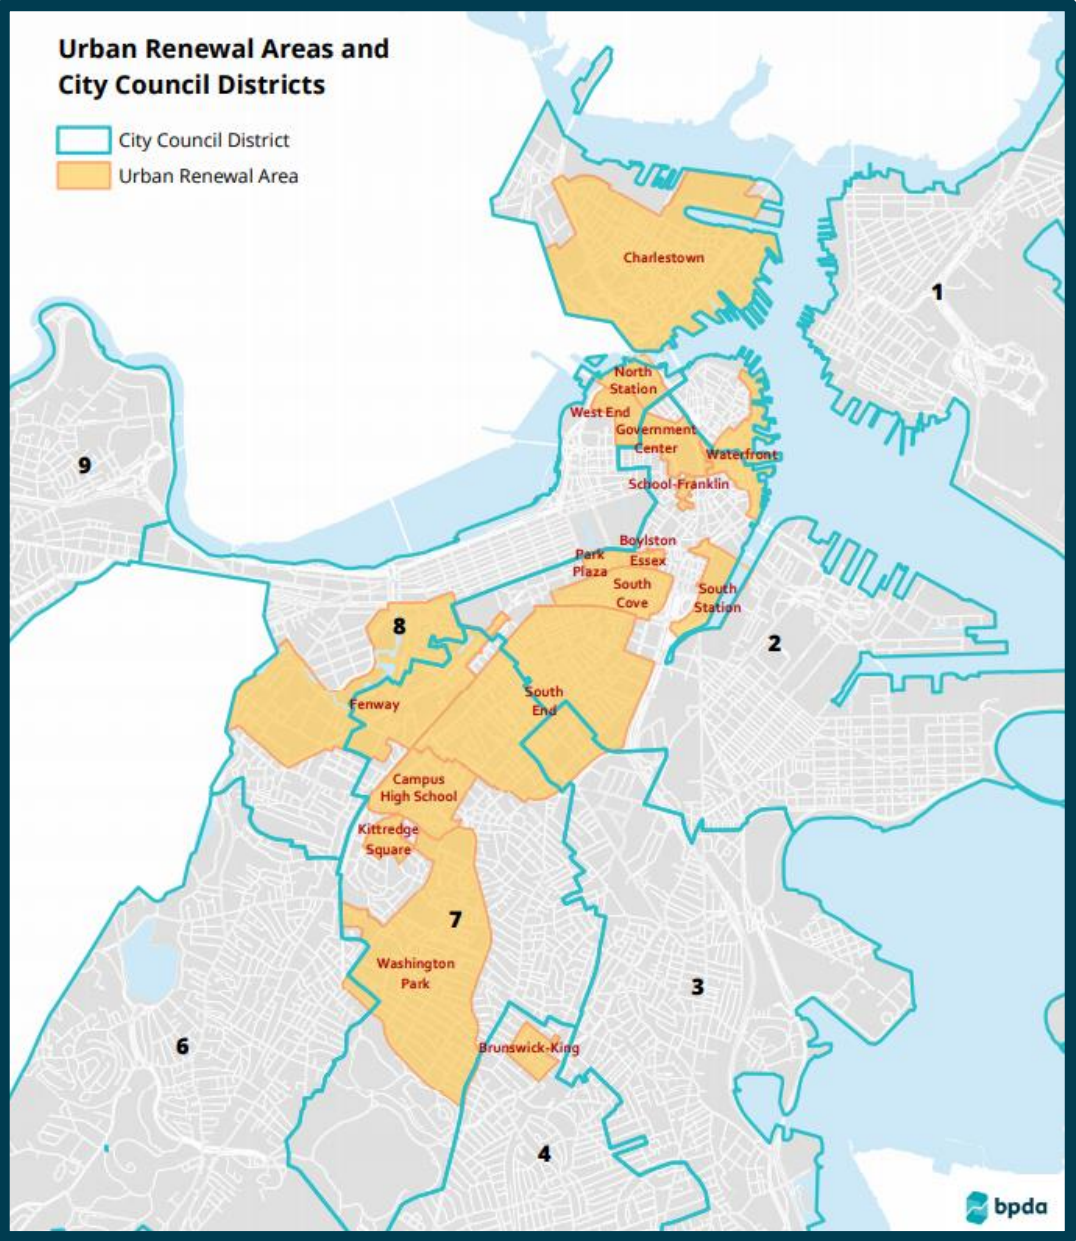 Urban Renewal Areas and
City Council Districts
City Council District
Urban Renewal Area
Charlestown
1
North
Station
West End
Government
Center
Waterfront
9
School-Franklin
Boylston
Essex
Park
Plaza
South
Cove
South
Station
8
2
South
End
Fenway
Campus
High School
Kittredge
Square
7
Washington
Park
3
6
Brunswick-King
4
bpda